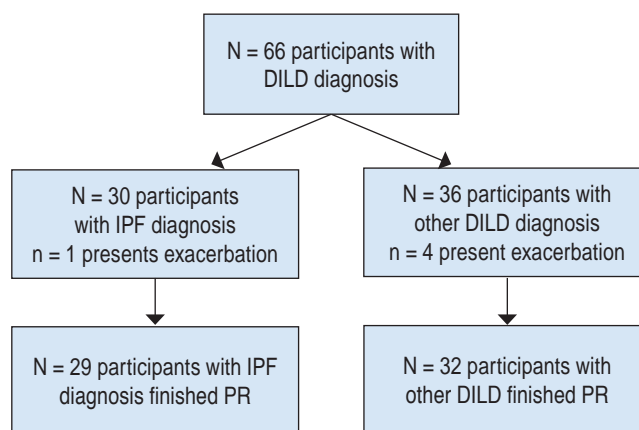 N = 66 participants with
DILD diagnosis
N = 30 participants
with IPF diagnosis
n = 1 presents exacerbation
N = 36 participants with
other DILD diagnosis
n = 4 present exacerbation
N = 29 participants with IPF
diagnosis finished PR
N = 32 participants with
other DILD finished PR